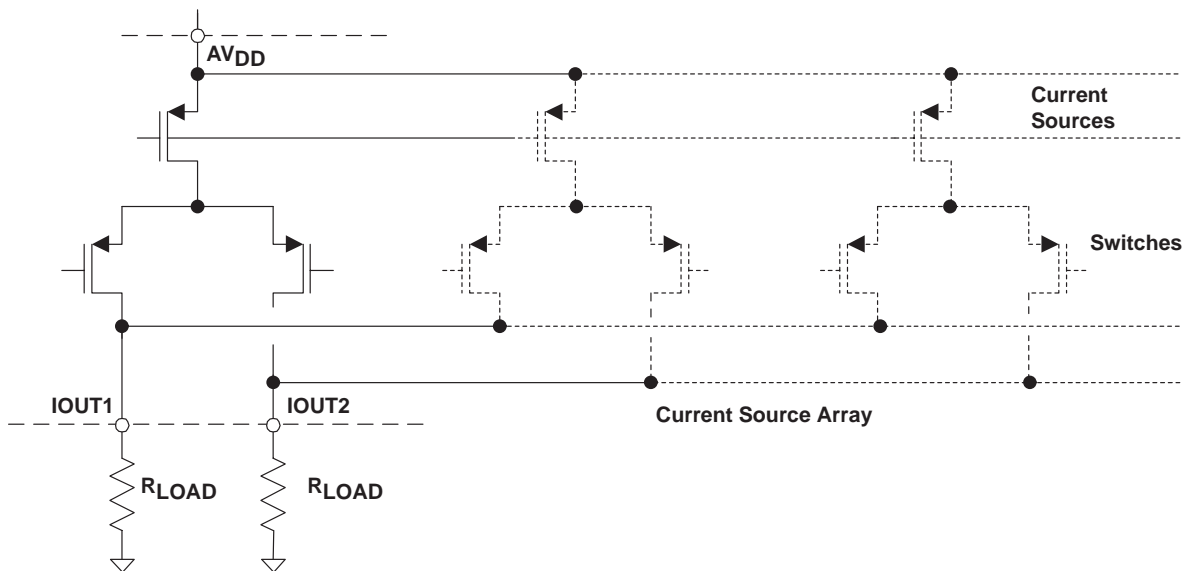 AVDD
Current
Sources
Switches
IOUT1
IOUT2
Current Source Array
RLOAD
RLOAD